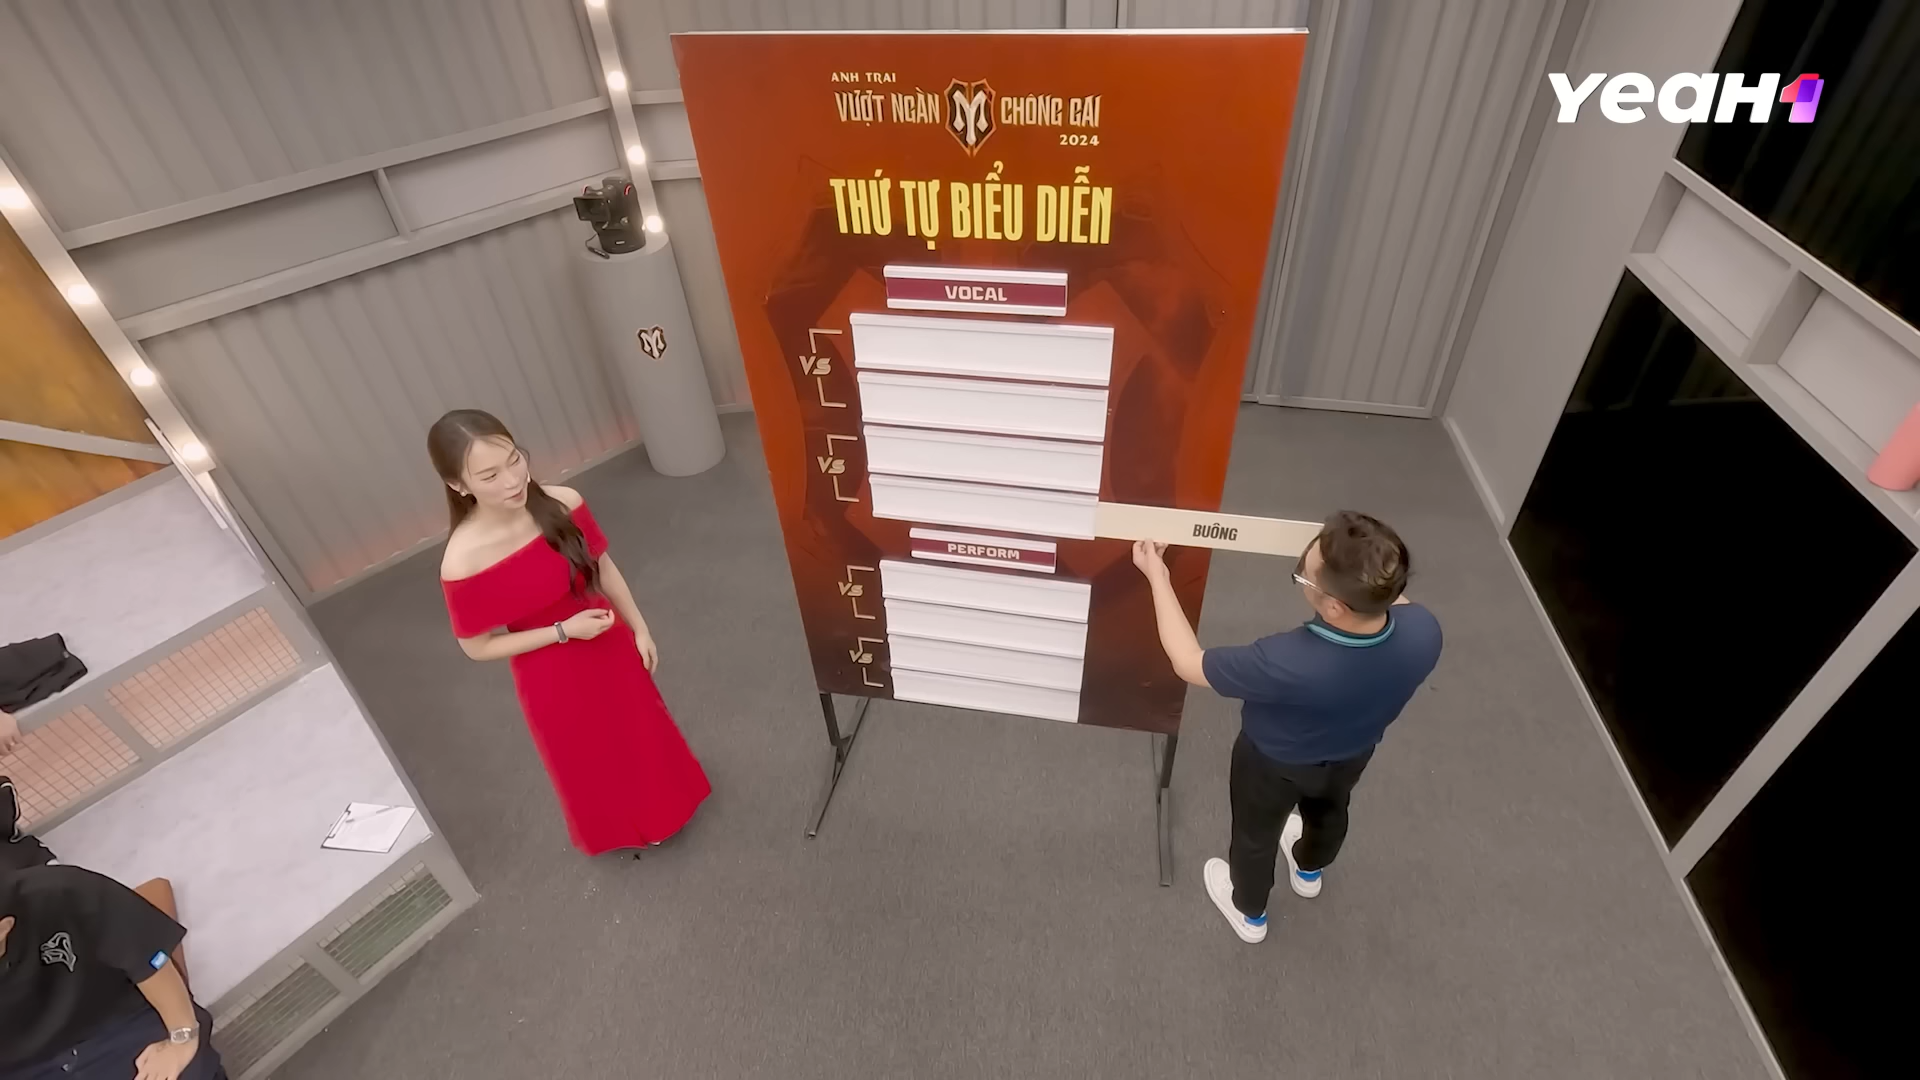 YEAH1
ANH TRAI
VƯỢT NGÀN CHÔNG GAI
2024
THỨ TỰ BIỂU DIỄN
VOCAL
VS
VS
BUÔNG
PERFORM
VS
VS